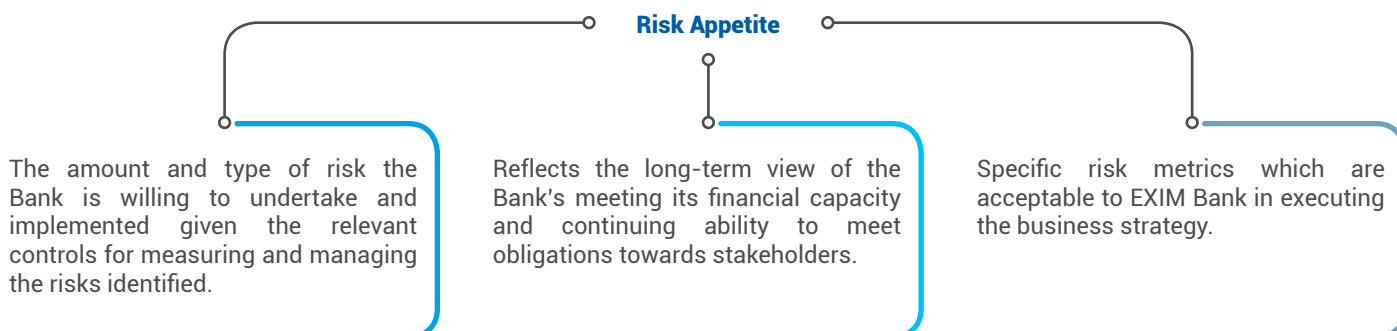 Risk Appetite
The amount and type of risk the
Bank is willing to undertake and
implemented given the relevant
controls for measuring and managing
the risks identified.
Reflects the long-term view of the
Bank's meeting its financial capacity
and continuing ability to meet
obligations towards stakeholders.
Specific risk metrics which are
acceptable to EXIM Bank in executing
the business strategy.